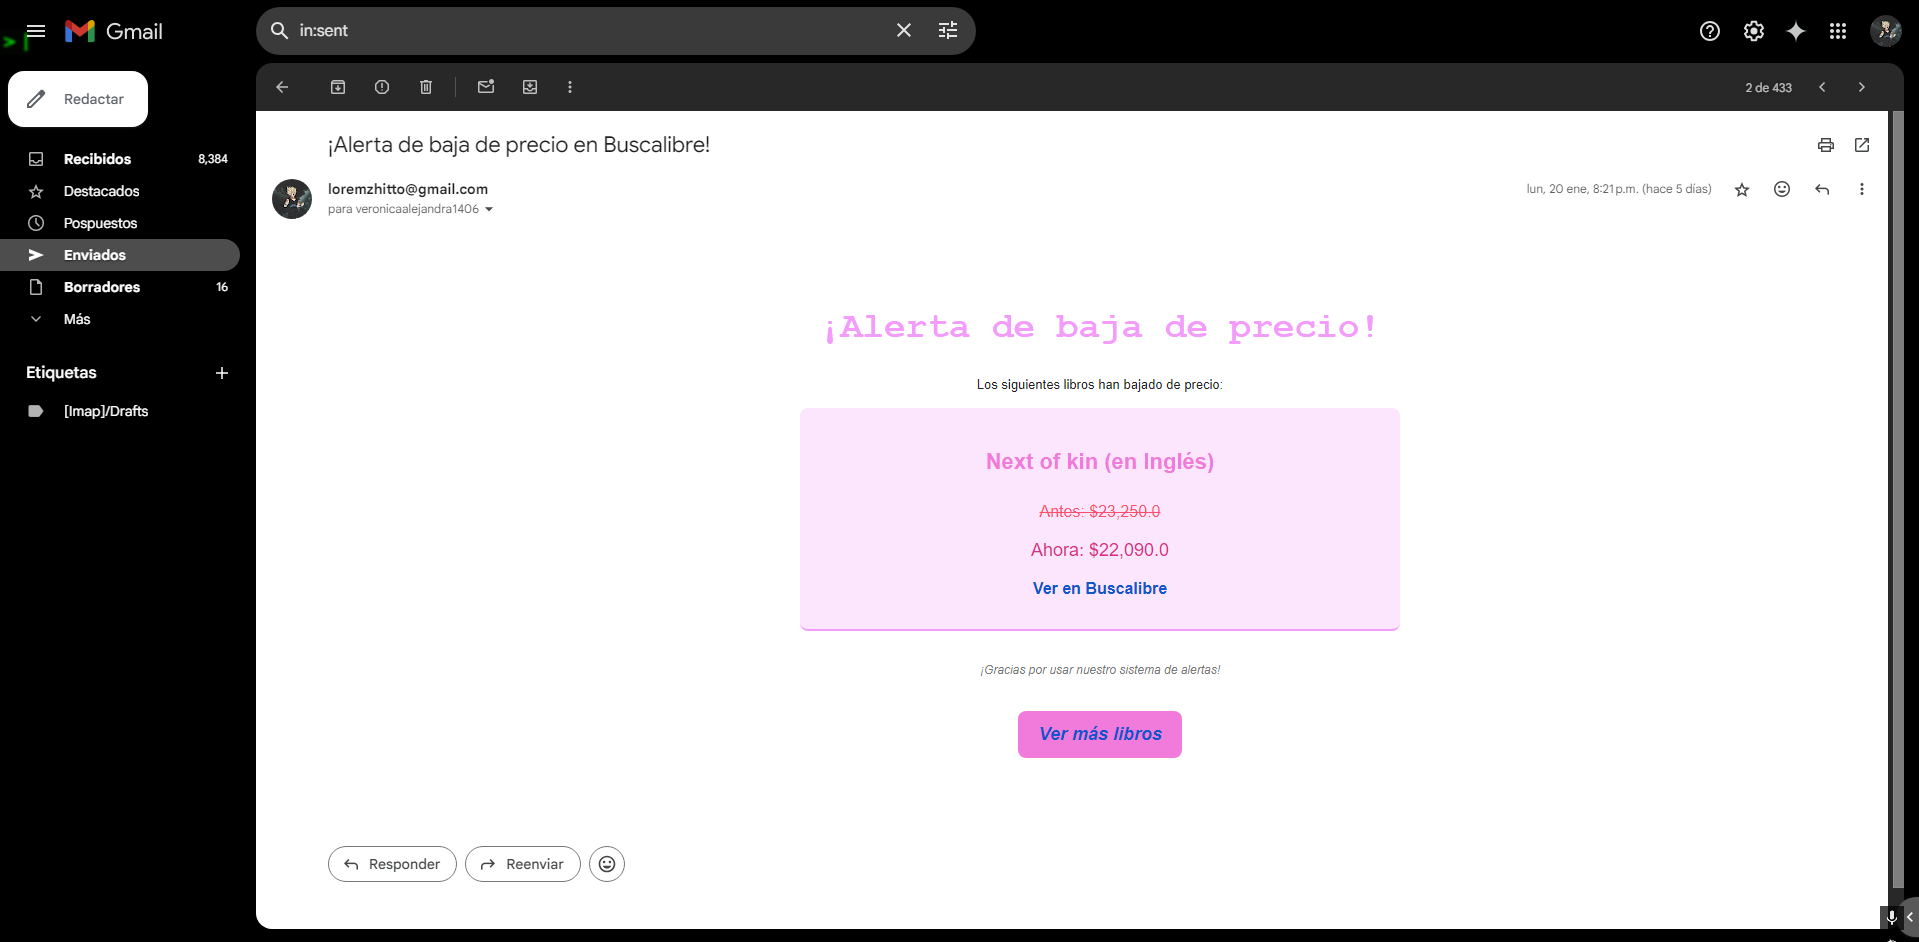 Gmail
in:sent
Redactar
2 de 433
Recibidos 8,384
Destacados
Pospuestos
Enviados
Borradores 16
Más
Etiquetas
[Imap]/Drafts
¡Alerta de baja de precio en Buscalibre!
loremzhitto@gmail.com
lun, 20 ene, 8:21 p.m. (hace 5 días)
para veronicaalejandra1406
¡Alerta de baja de precio!
Los siguientes libros han bajado de precio:
Next of kin (en Inglés)
Antes: $23,250.0
Ahora: $22,090.0
Ver en Buscalibre
¡Gracias por usar nuestro sistema de alertas!
Ver más libros
Responder
Reenviar